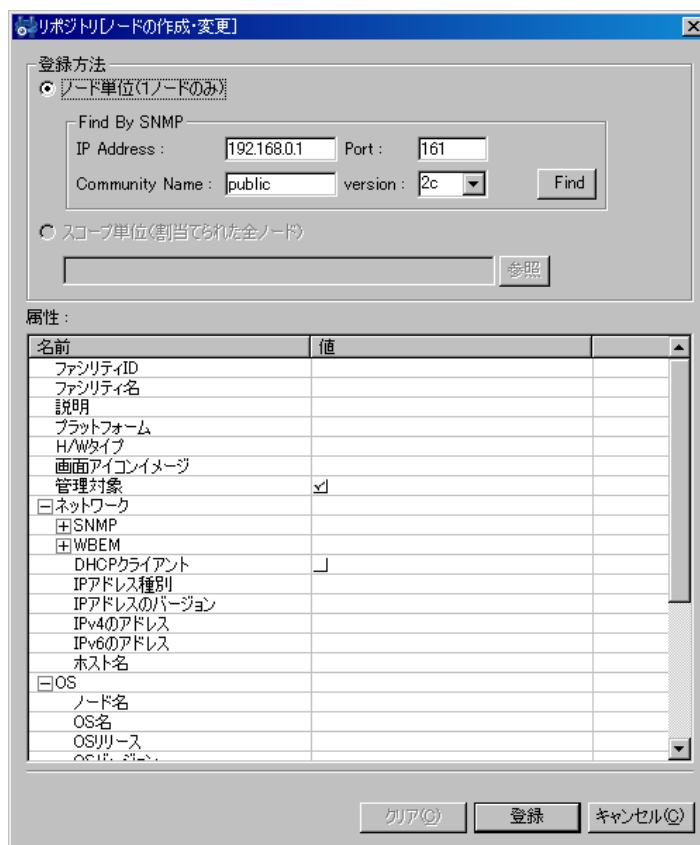 リポジトリ[ノードの作成・変更]
登録方法
ノード単位(1ノードのみ)
Find By SNMP
IP Address : 192.168.0.1 Port : 161
Community Name : public version : 2c Find
スコープ単位(割当てられた全ノード)
参照
属性 :
名前 値
ファシリティID
ファシリティ名
説明
プラットフォーム
H/Wタイプ
画面アイコンイメージ
管理対象
ネットワーク
SNMP
WBEM
DHCPクライアント
IPアドレス種別
IPアドレスのバージョン
IPv4のアドレス
IPv6のアドレス
ホスト名
OS
ノード名
OS名
OSリリース
OSバージョン
クリア(C) 登録 キャンセル(C)